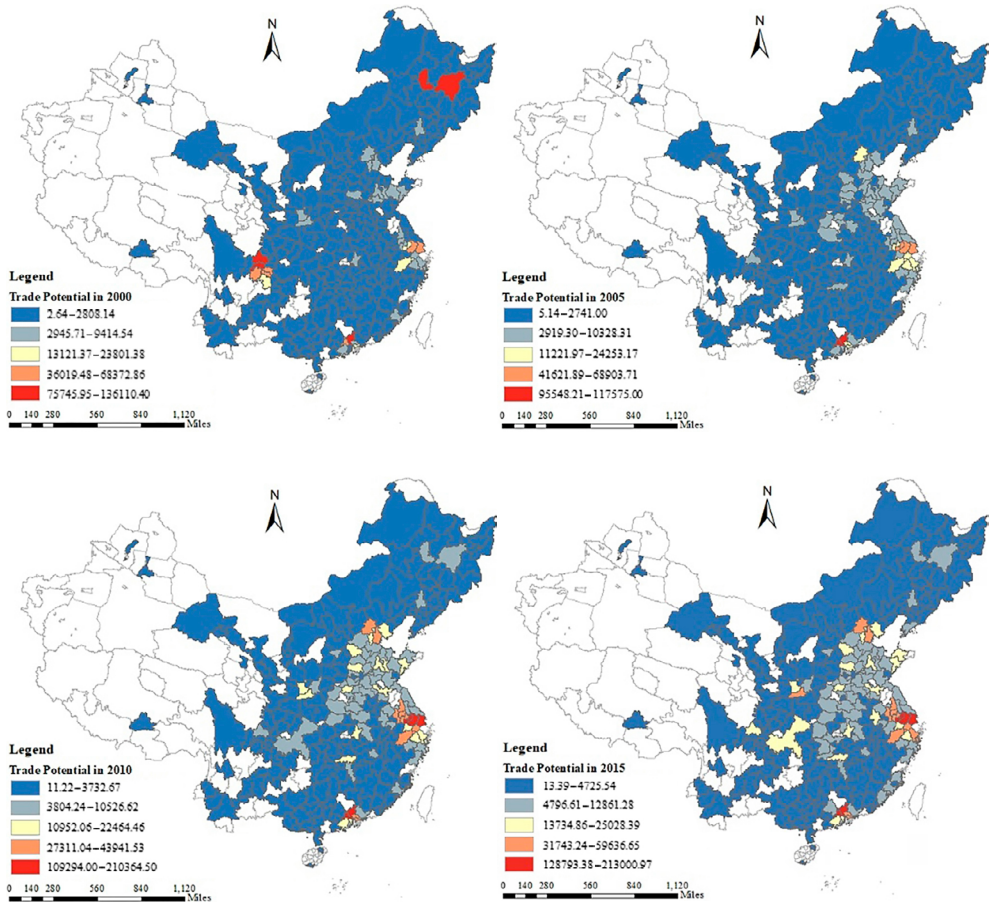 N
Legend
Trade Potential in 2000
2.64–2808.14
2945.71–9414.54
13121.37–23801.38
36019.48–68372.86
75745.95–136110.40
0 140 280 560 840 1,120
Miles
N
Legend
Trade Potential in 2005
5.14–2741.00
2919.30–10328.31
11221.97–24253.17
41621.89–68903.71
95548.21–117575.00
0 140 280 560 840 1,120
Miles
N
Legend
Trade Potential in 2010
11.22–3732.67
3804.24–10526.62
10952.06–22464.46
27311.04–43941.53
109294.00–210364.50
0 140 280 560 840 1,120
Miles
N
Legend
Trade Potential in 2015
13.39–4725.54
4796.61–12861.28
13734.86–25028.39
31743.24–59636.65
128793.38–213000.97
0 140 280 560 840 1,120
Miles